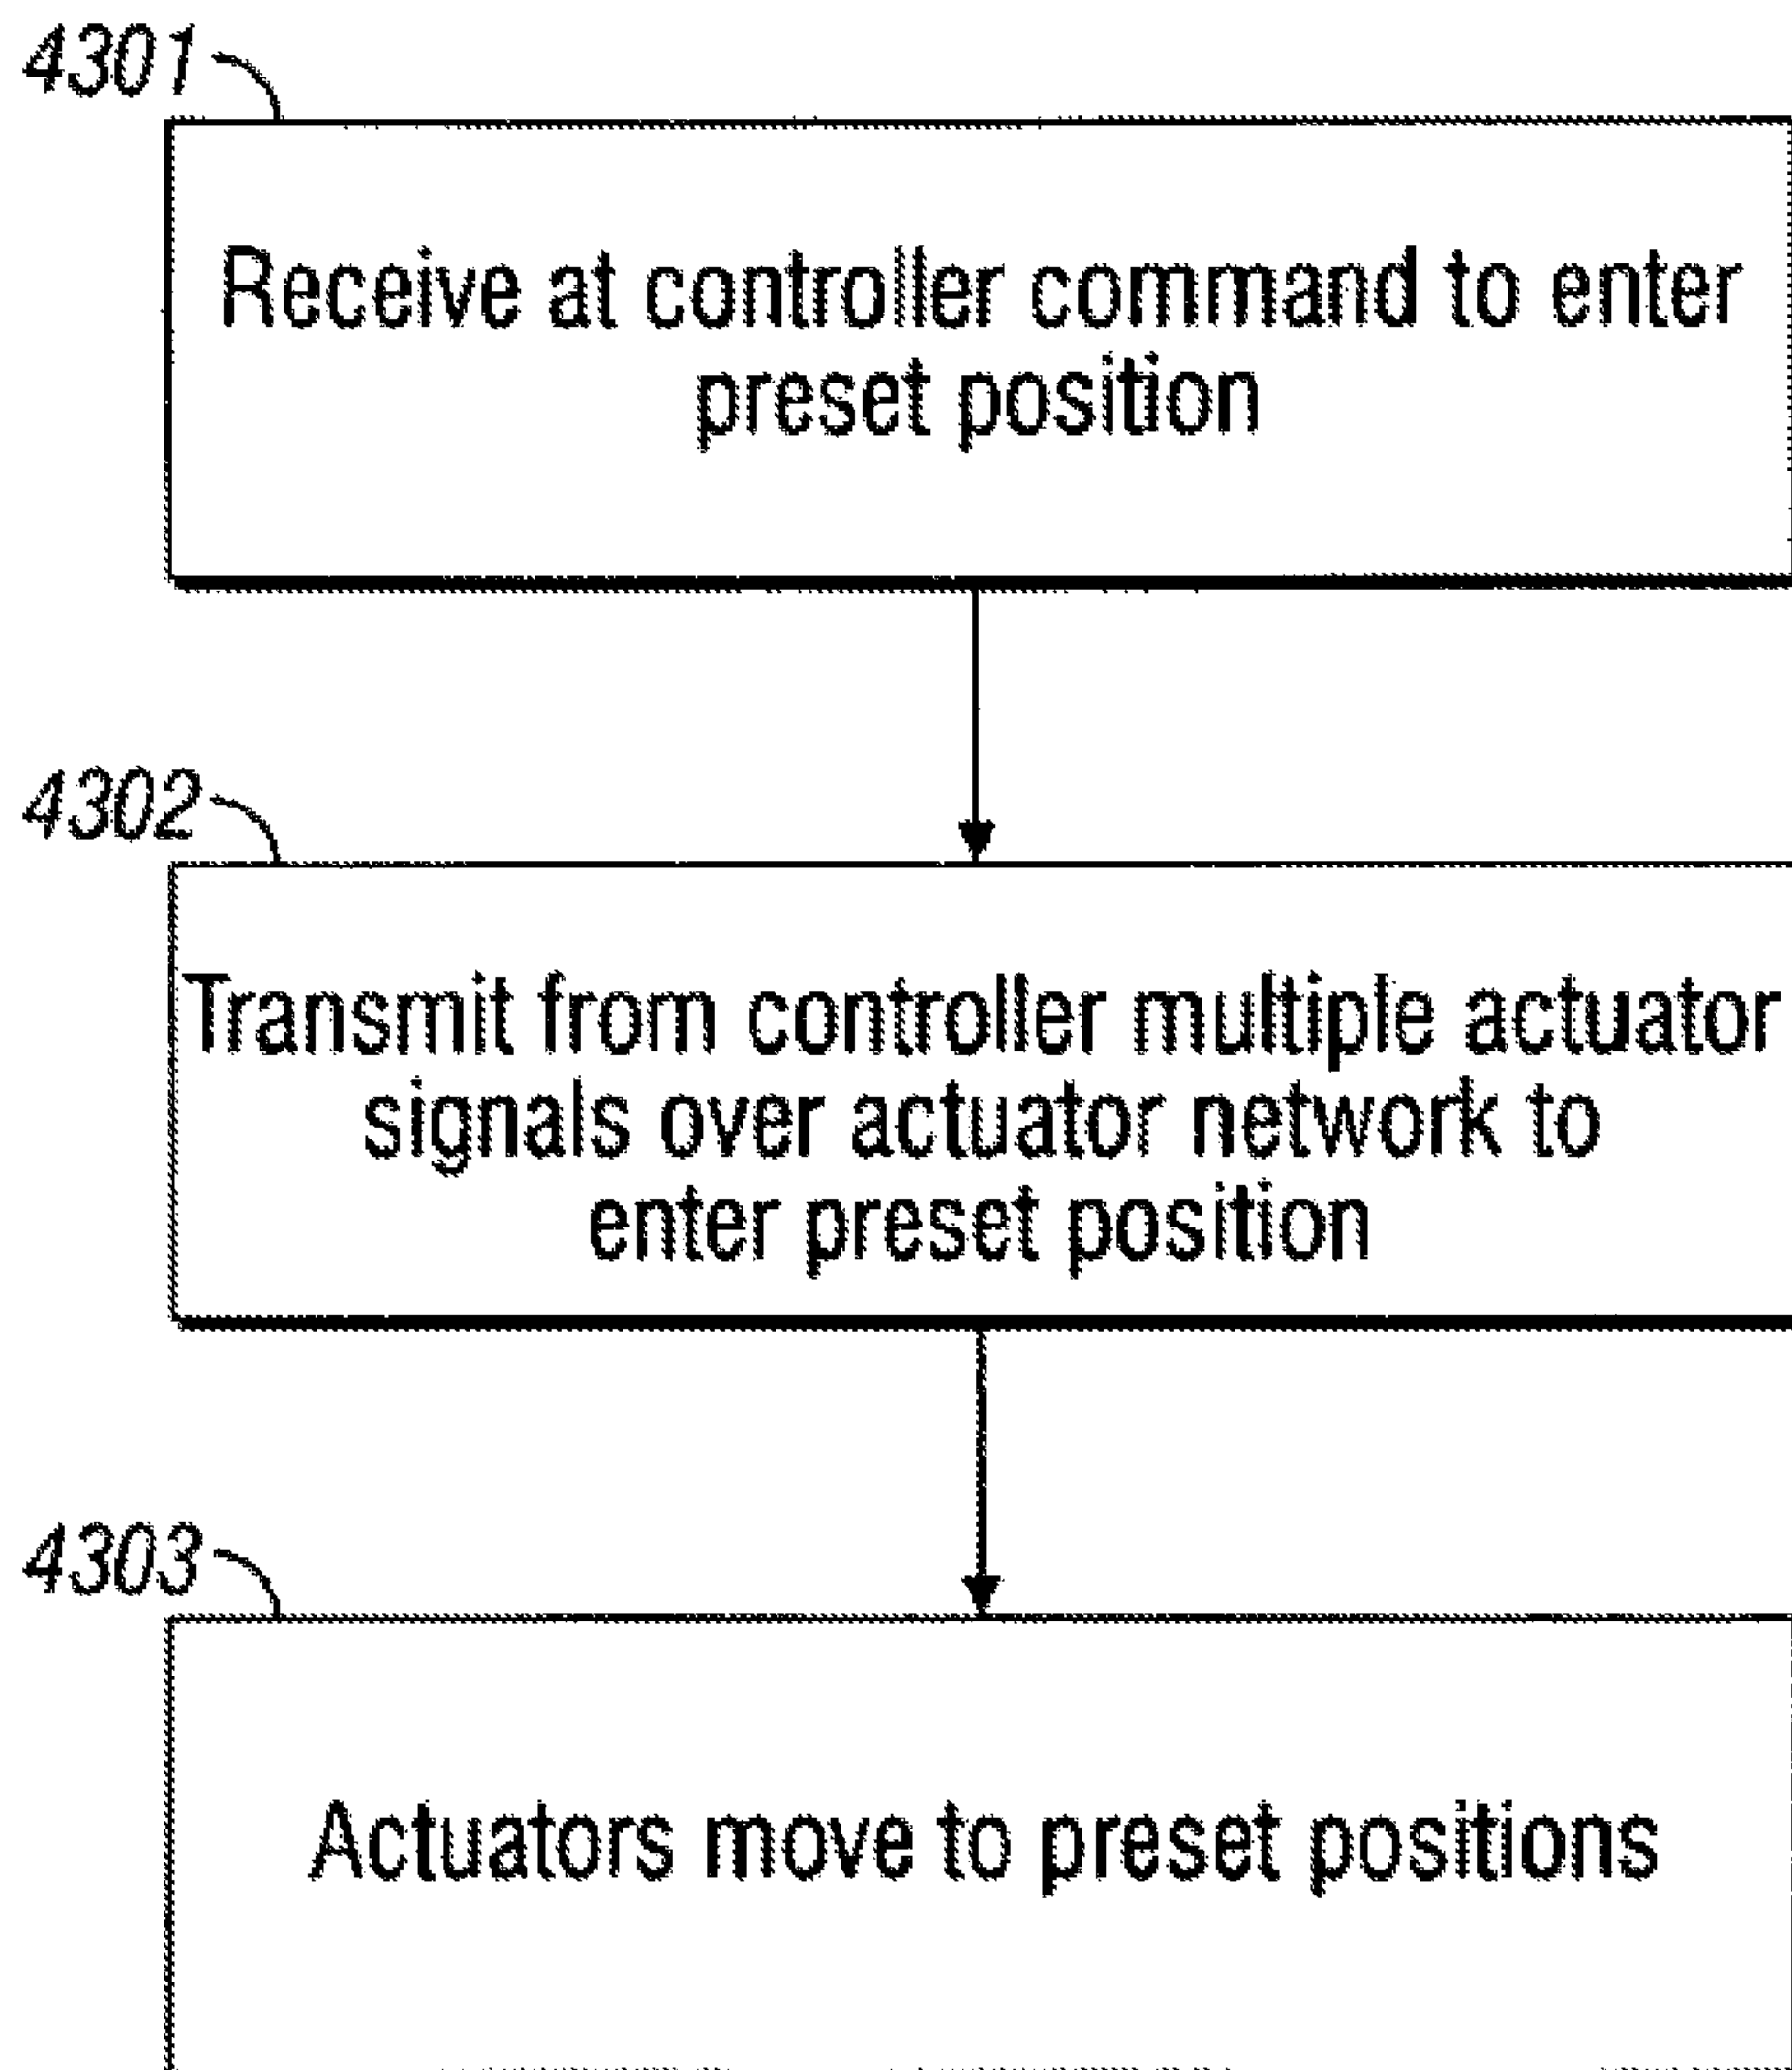 4301
Receive at controller command to enter
preset position
4302
Transmit from controller multiple actuator
signals over actuator network to
enter preset position
4303
Actuators move to preset positions